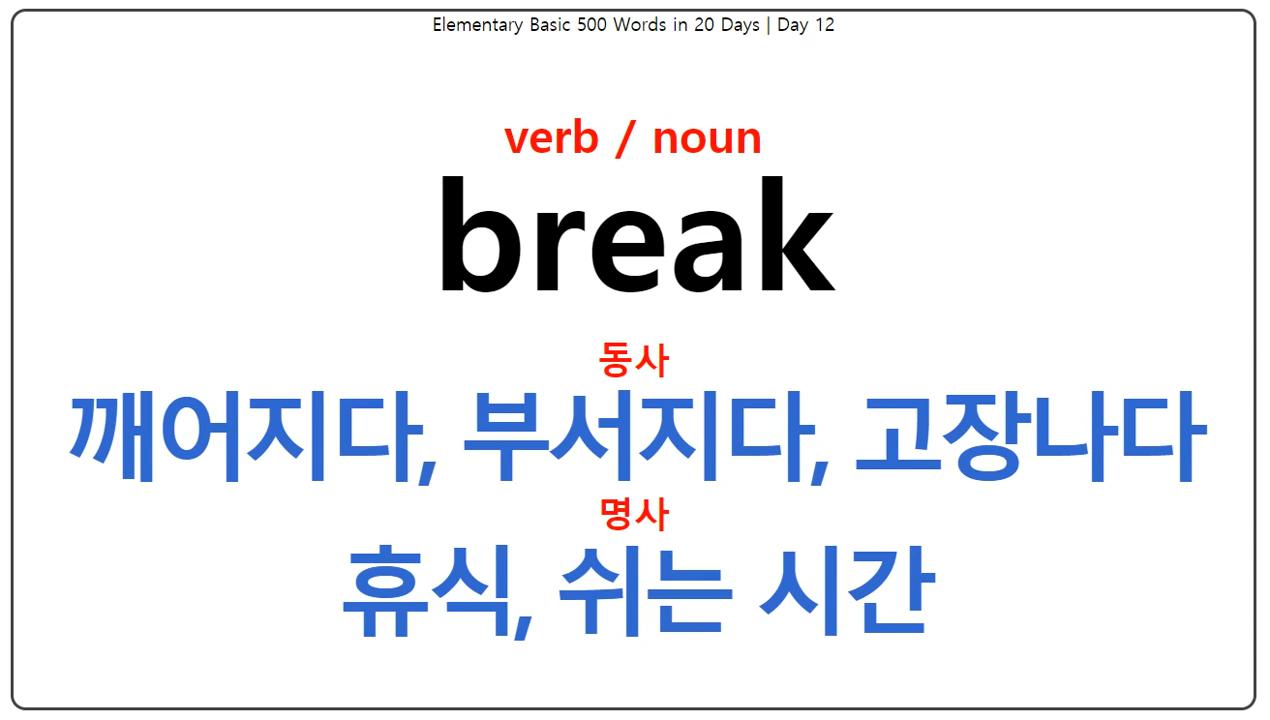 Elementary Basic 500 Words in 20 Days | Day 12
verb / noun
break
동사
깨어지다, 부서지다, 고장나다
명사
휴식, 쉬는 시간